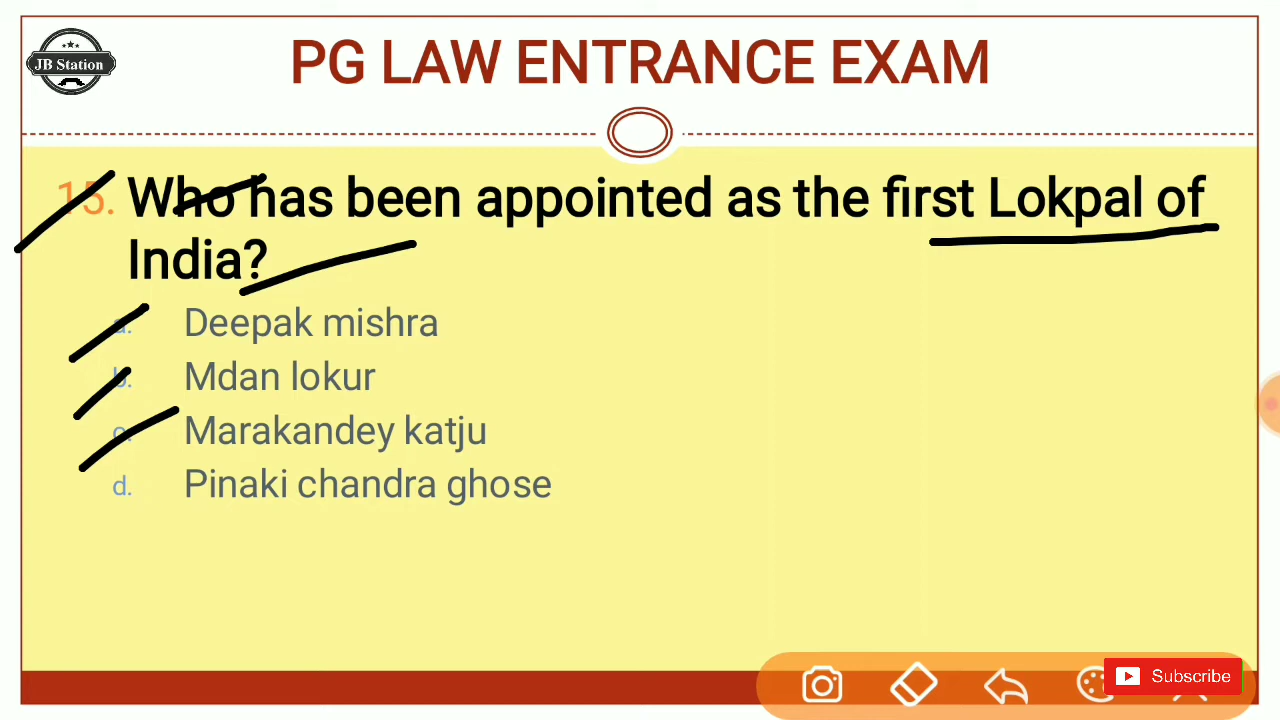 JB Station
PG LAW ENTRANCE EXAM
15. Who has been appointed as the first Lokpal of
India?
a. Deepak mishra
b. Mdan lokur
c. Marakandey katju
d. Pinaki chandra ghose
Subscribe